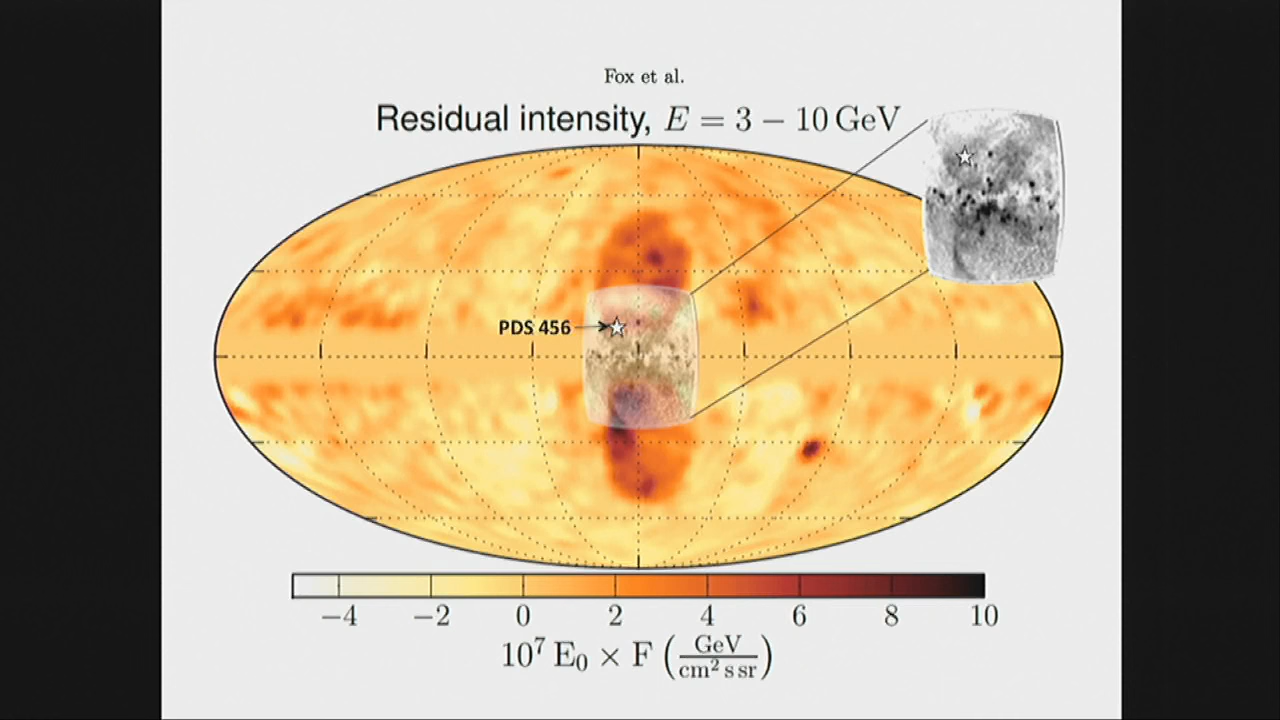 Fox et al.
Residual intensity, E = 3 − 10 GeV
PDS 456
−4 −2 0 2 4 6 8 10
10⁷ E₀ × F (GeV / cm² s sr)